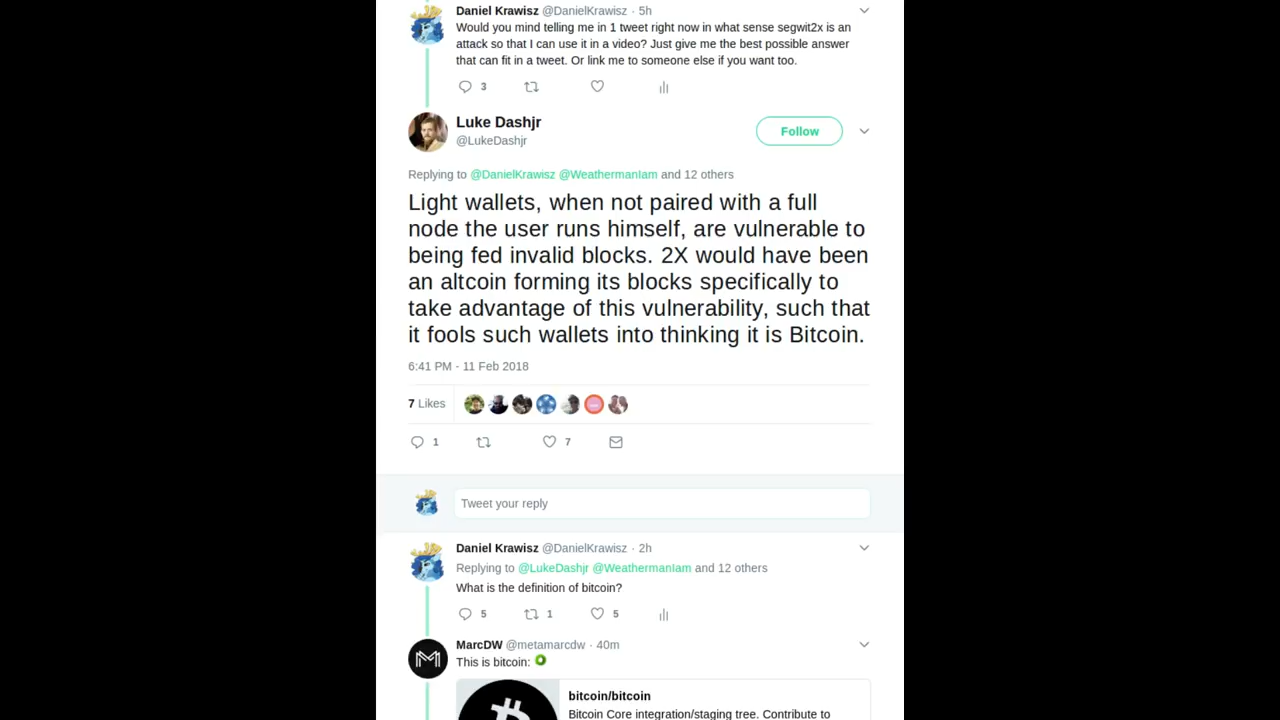 Daniel Krawisz @DanielKrawisz · 5h
Would you mind telling me in 1 tweet right now in what sense segwit2x is an
attack so that I can use it in a video? Just give me the best possible answer
that can fit in a tweet. Or link me to someone else if you want too.
3
Luke Dashjr
@LukeDashjr
Follow
Replying to @DanielKrawisz @WeathermanIam and 12 others
Light wallets, when not paired with a full
node the user runs himself, are vulnerable to
being fed invalid blocks. 2X would have been
an altcoin forming its blocks specifically to
take advantage of this vulnerability, such that
it fools such wallets into thinking it is Bitcoin.
6:41 PM - 11 Feb 2018
7 Likes
1 7
Tweet your reply
Daniel Krawisz @DanielKrawisz · 2h
Replying to @LukeDashjr @WeathermanIam and 12 others
What is the definition of bitcoin?
5 1 5
MarcDW @metamarcdw · 40m
This is bitcoin:
bitcoin/bitcoin
Bitcoin Core integration/staging tree. Contribute to